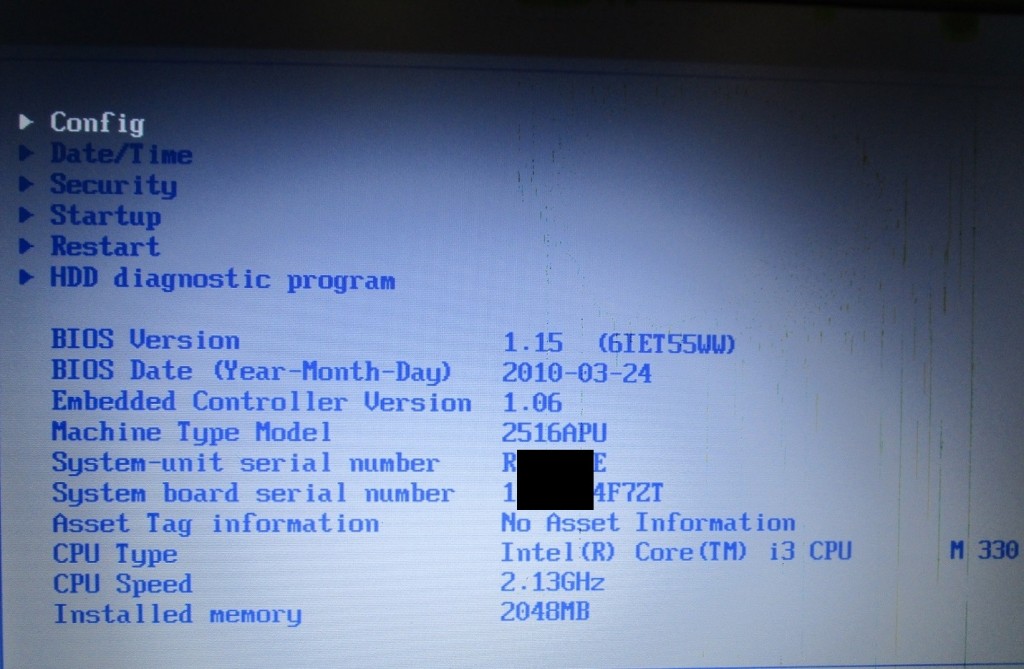 Config
Date/Time
Security
Startup
Restart
HDD diagnostic program
BIOS Version 1.15 (6IET55WW)
BIOS Date (Year-Month-Day) 2010-03-24
Embedded Controller Version 1.06
Machine Type Model 2516APU
System-unit serial number R E
System board serial number 1 4F7ZT
Asset Tag information No Asset Information
CPU Type Intel(R) Core(TM) i3 CPU M 330
CPU Speed 2.13GHz
Installed memory 2048MB